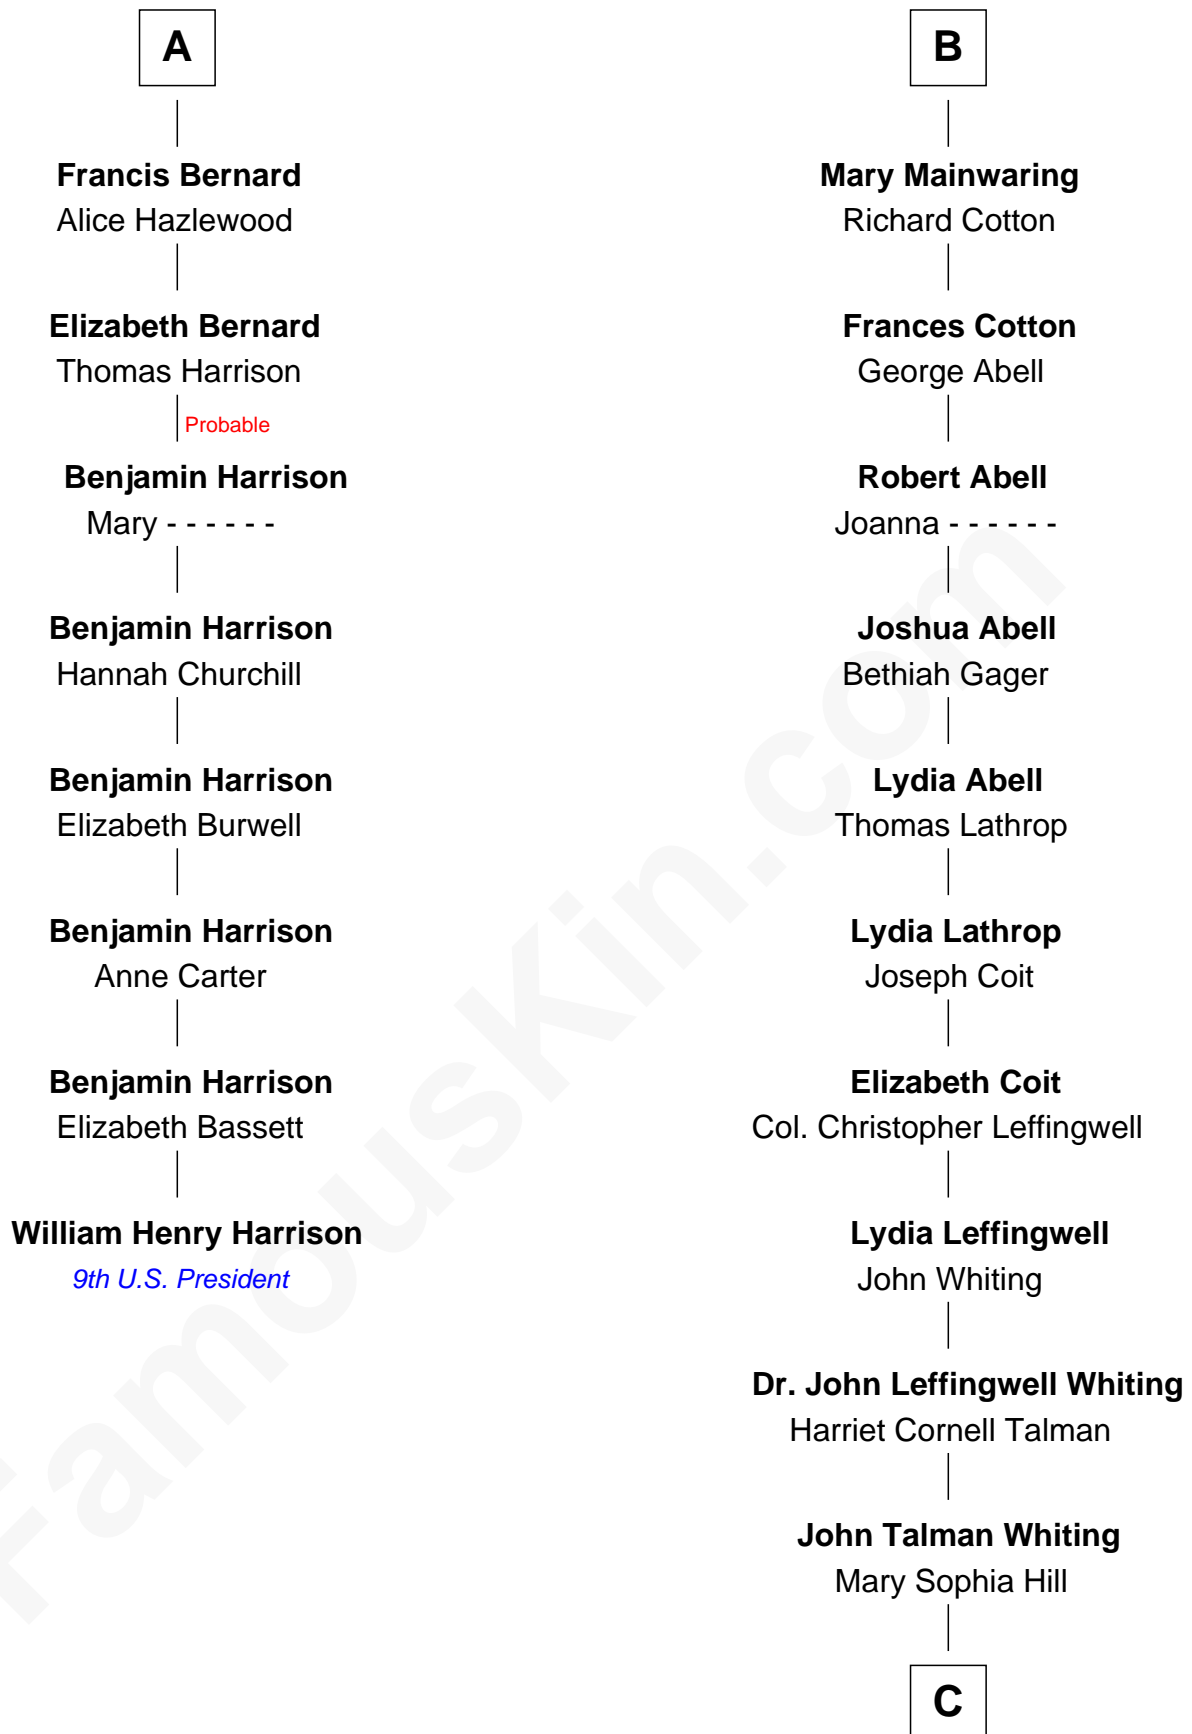 A
Francis Bernard
Alice Hazlewood
Elizabeth Bernard
Thomas Harrison
Probable
Benjamin Harrison
Mary - - - - - -
Benjamin Harrison
Hannah Churchill
Benjamin Harrison
Elizabeth Burwell
Benjamin Harrison
Anne Carter
Benjamin Harrison
Elizabeth Bassett
William Henry Harrison
9th U.S. President
B
Mary Mainwaring
Richard Cotton
Frances Cotton
George Abell
Robert Abell
Joanna - - - - - -
Joshua Abell
Bethiah Gager
Lydia Abell
Thomas Lathrop
Lydia Lathrop
Joseph Coit
Elizabeth Coit
Col. Christopher Leffingwell
Lydia Leffingwell
John Whiting
Dr. John Leffingwell Whiting
Harriet Cornell Talman
John Talman Whiting
Mary Sophia Hill
C
FamousKin.com